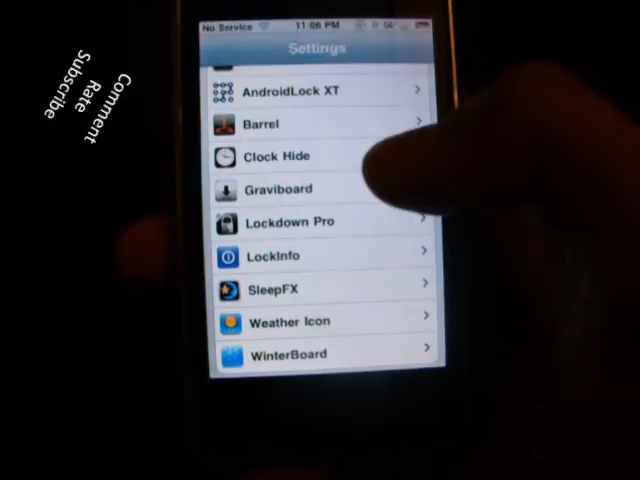 No Service 11:06 PM
Settings
AndroidLock XT
Barrel
Clock Hide
Graviboard
Lockdown Pro
LockInfo
SleepFX
Weather Icon
WinterBoard
Comment
Rate
Subscribe